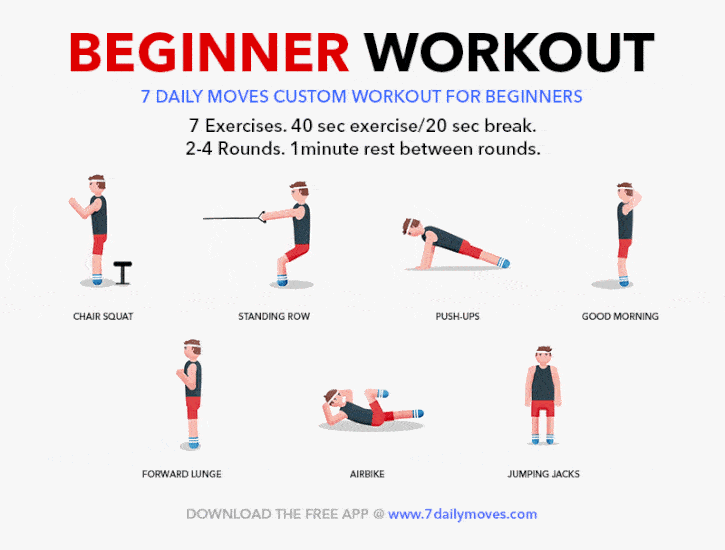 BEGINNER WORKOUT
7 DAILY MOVES CUSTOM WORKOUT FOR BEGINNERS
7 Exercises. 40 sec exercise/20 sec break.
2-4 Rounds. 1minute rest between rounds.
CHAIR SQUAT
STANDING ROW
PUSH-UPS
GOOD MORNING
FORWARD LUNGE
AIRBIKE
JUMPING JACKS
DOWNLOAD THE FREE APP @ www.7dailymoves.com